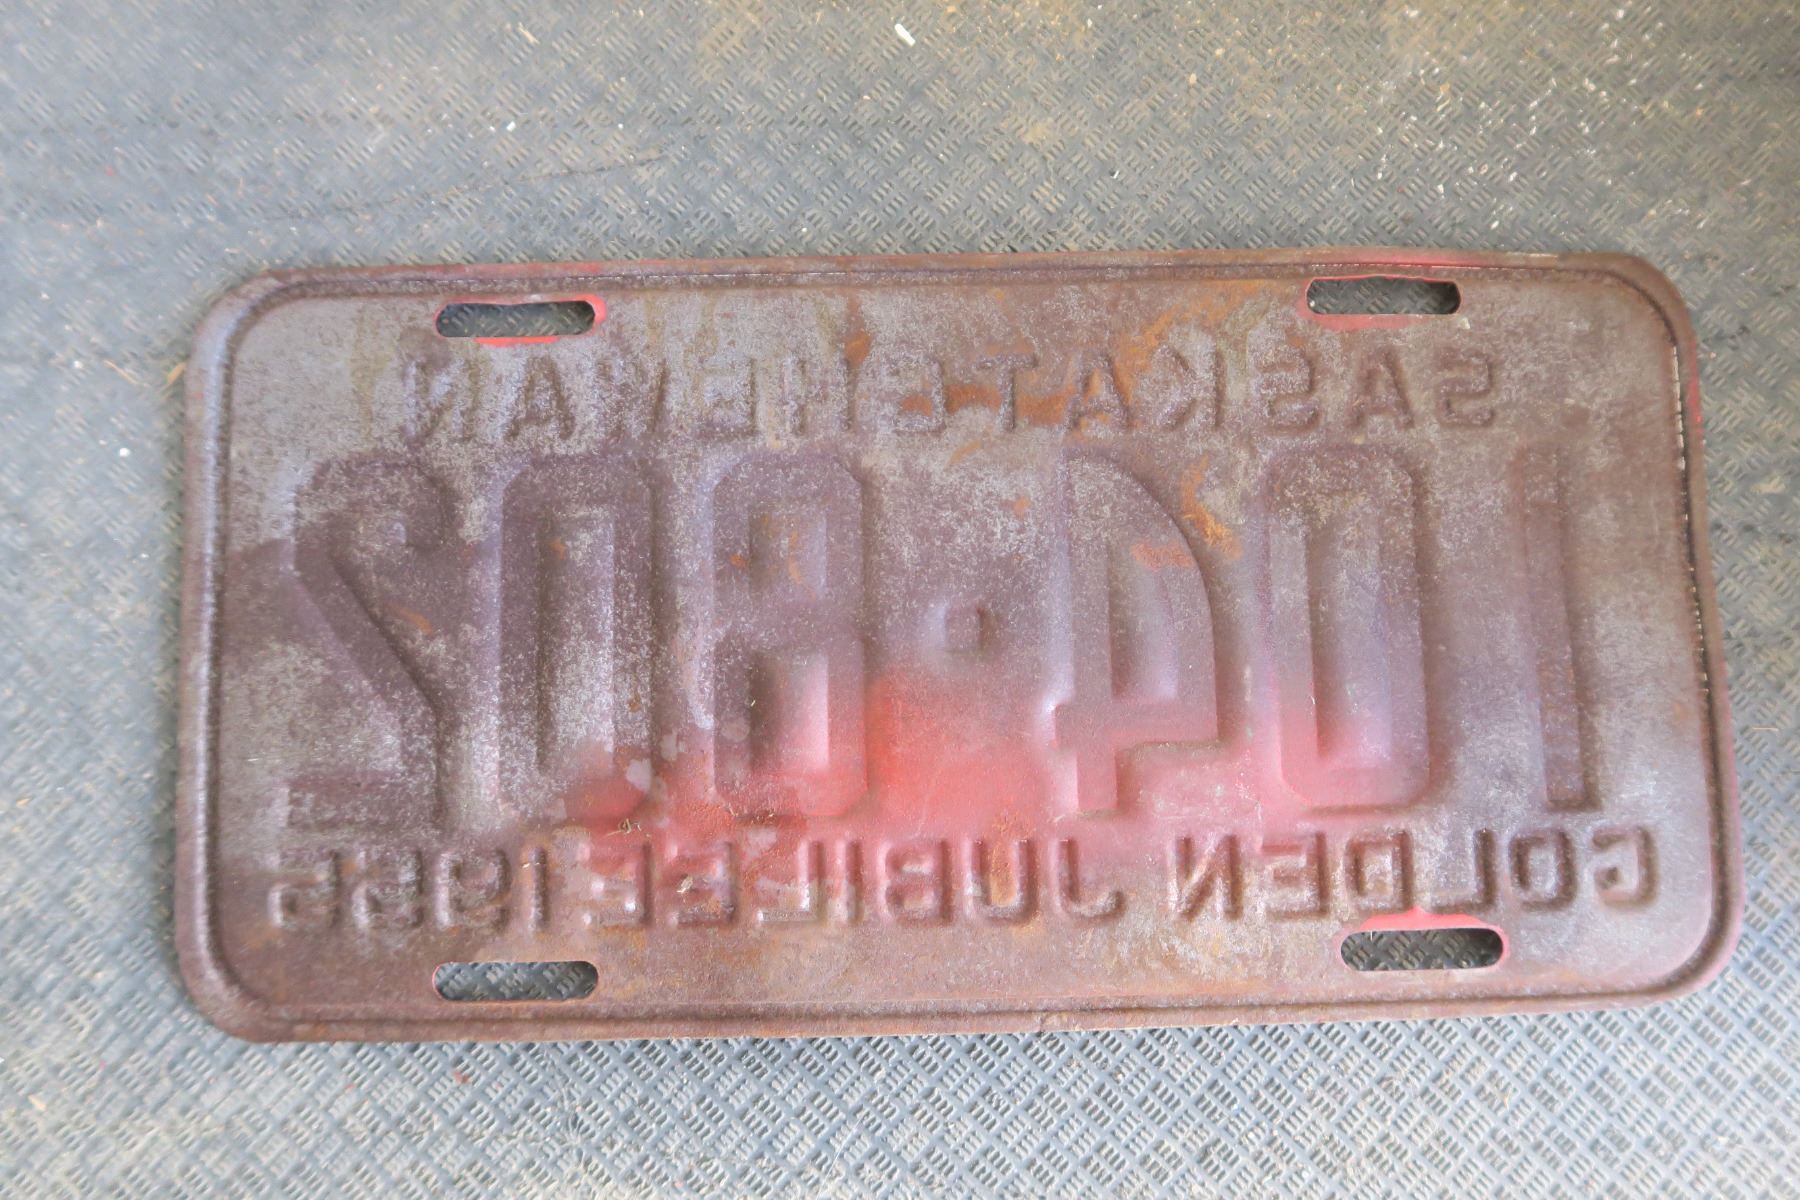 SASKATCHEWAN
104·802
GOLDEN JUBILEE 1955